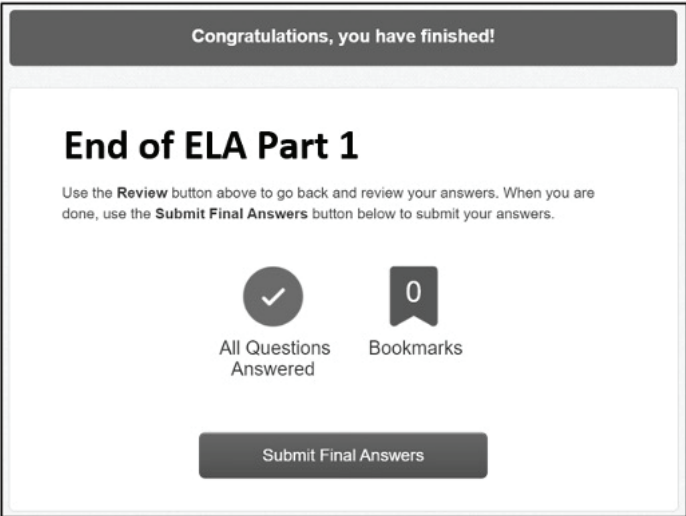 Congratulations, you have finished!
End of ELA Part 1
Use the Review button above to go back and review your answers. When you are
done, use the Submit Final Answers button below to submit your answers.
0
All Questions
Answered
Bookmarks
Submit Final Answers